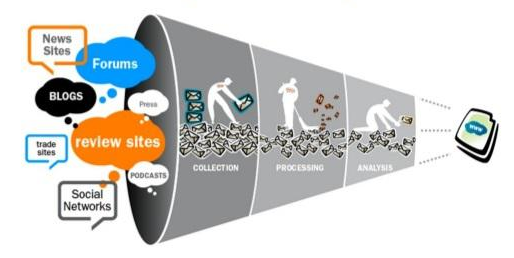 News
Sites
Forums
BLOGS
Press
review sites
trade
sites
PODCASTS
Social
Networks
COLLECTION
PROCESSING
ANALYSIS
www